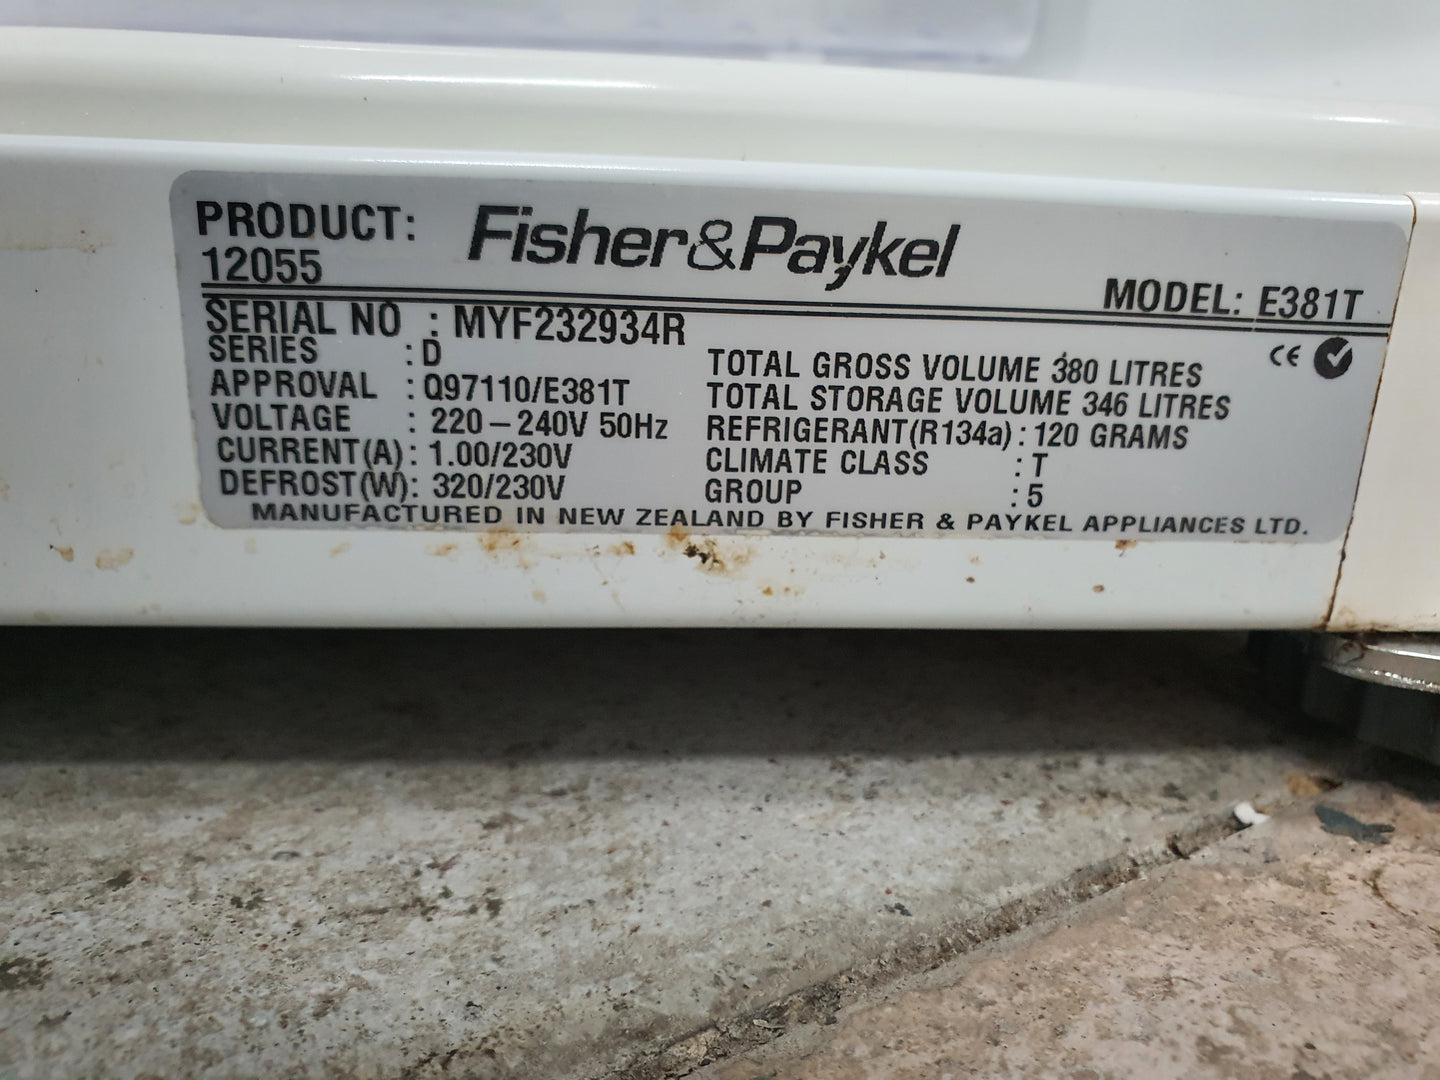 PRODUCT: Fisher&Paykel
12055
MODEL: E381T
SERIAL NO : MYF232934R
SERIES : D
APPROVAL : Q97110/E381T
VOLTAGE : 220-240V 50Hz
CURRENT(A): 1.00/230V
DEFROST(W): 320/230V
CE
TOTAL GROSS VOLUME 380 LITRES
TOTAL STORAGE VOLUME 346 LITRES
REFRIGERANT(R134a): 120 GRAMS
CLIMATE CLASS : T
GROUP : 5
MANUFACTURED IN NEW ZEALAND BY FISHER & PAYKEL APPLIANCES LTD.